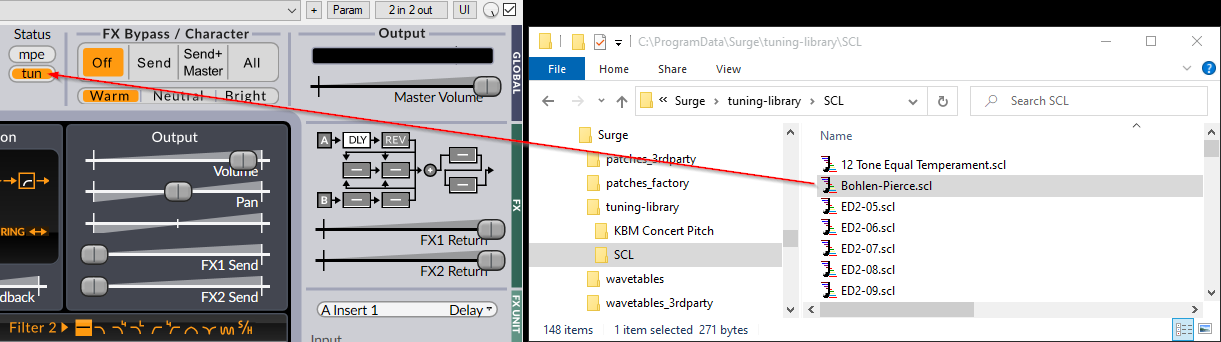 + Param 2 in 2 out UI
Status
mpe
tun
FX Bypass / Character
Off Send Send+ Master All
Warm Neutral Bright
Output
Master Volume
GLOBAL
on
Output
Volume
Pan
RING
FX1 Send
FX2 Send
dback
A DLY REV
B
FX
FX1 Return
FX2 Return
A Insert 1 Delay
FX UNIT
Input
Filter 2 S/H
C:\ProgramData\Surge\tuning-library\SCL
File Home Share View
« Surge > tuning-library > SCL
Search SCL
Surge
patches_3rdparty
patches_factory
tuning-library
KBM Concert Pitch
SCL
wavetables
wavetables_3rdparty
Name
12 Tone Equal Temperament.scl
Bohlen-Pierce.scl
ED2-05.scl
ED2-06.scl
ED2-07.scl
ED2-08.scl
ED2-09.scl
148 items 1 item selected 271 bytes